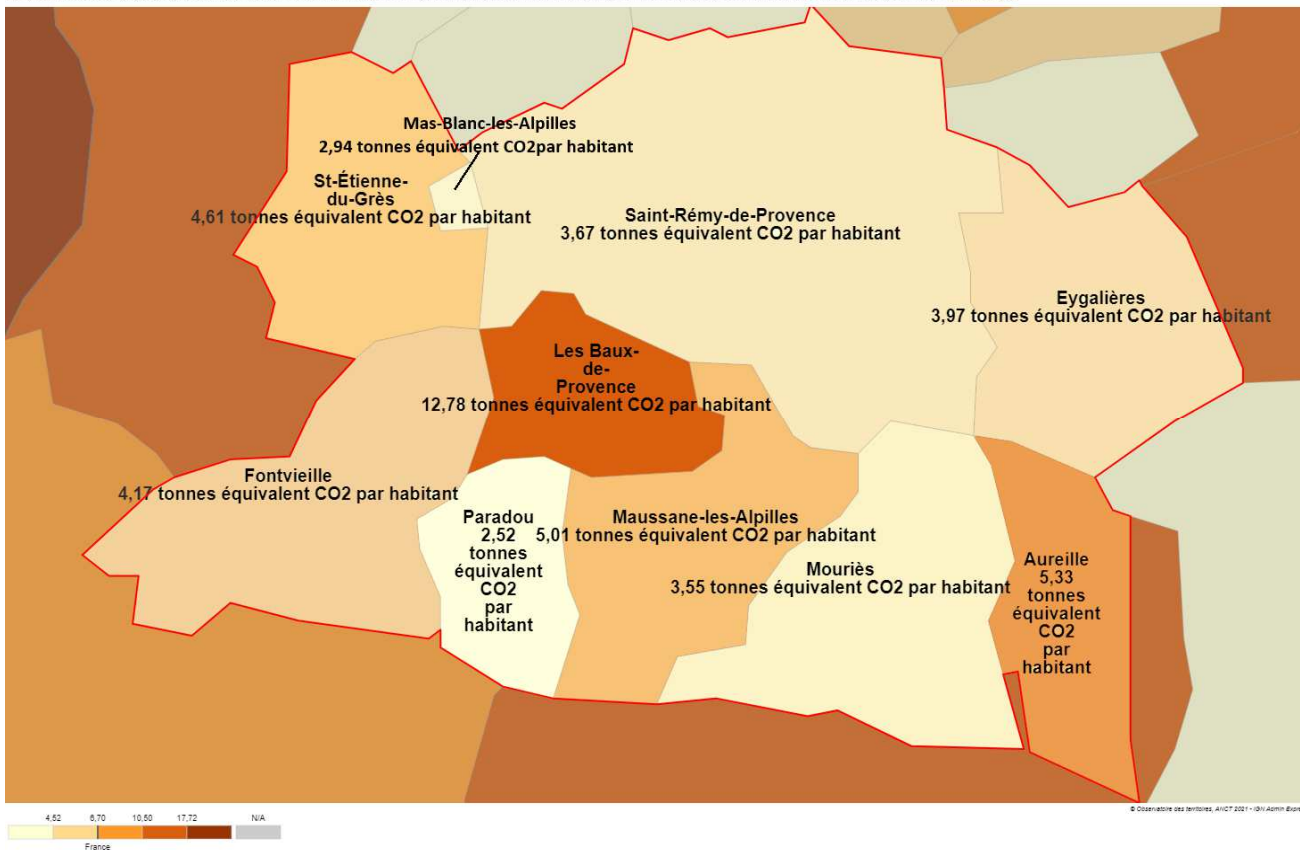 Mas-Blanc-les-Alpilles
2,94 tonnes équivalent CO2par habitant
St-Étienne-
du-Grès
4,61 tonnes équivalent CO2 par habitant
Saint-Rémy-de-Provence
3,67 tonnes équivalent CO2 par habitant
Eygalières
3,97 tonnes équivalent CO2 par habitant
Les Baux-
de-
Provence
12,78 tonnes équivalent CO2 par habitant
Fontvieille
4,17 tonnes équivalent CO2 par habitant
Paradou
2,52
tonnes
équivalent
CO2
par
habitant
Maussane-les-Alpilles
5,01 tonnes équivalent CO2 par habitant
Mouriès
3,55 tonnes équivalent CO2 par habitant
Aureille
5,33
tonnes
équivalent
CO2
par
habitant
© Observatoire des territoires, ANCT 2021 - IGN Admin Expre
4,52 6,70 10,50 17,72 N/A
France